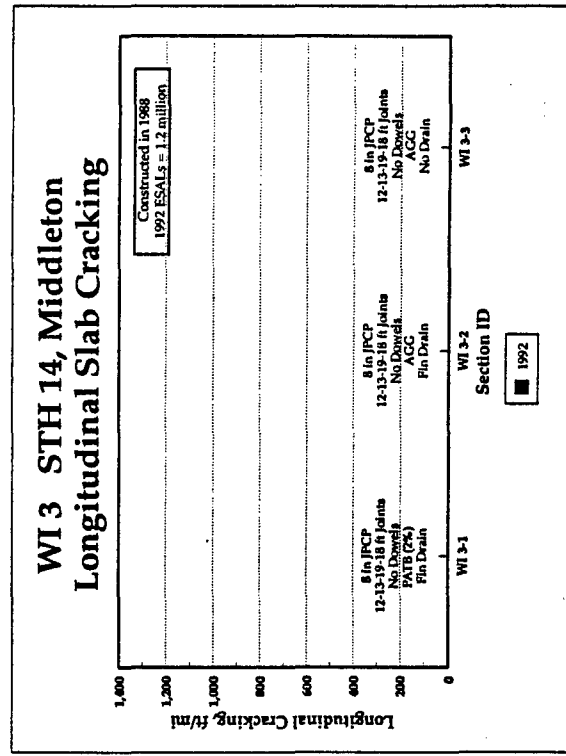 WI 3 STH 14, Middleton
Longitudinal Slab Cracking
Constructed in 1988
1992 ESALs = 1.2 million
Longitudinal Cracking, ft/mi
1,400
1,200
1,000
800
600
400
200
0
8 in JPCP
12-13-19-18 ft Joints
No Dowels
PATB (2%)
Fin Drain
8 in JPCP
12-13-19-18 ft Joints
No Dowels
AGG
Fin Drain
8 in JPCP
12-13-19-18 ft Joints
No Dowels
AGG
No Drain
WI 3-1
WI 3-2
WI 3-3
Section ID
1992